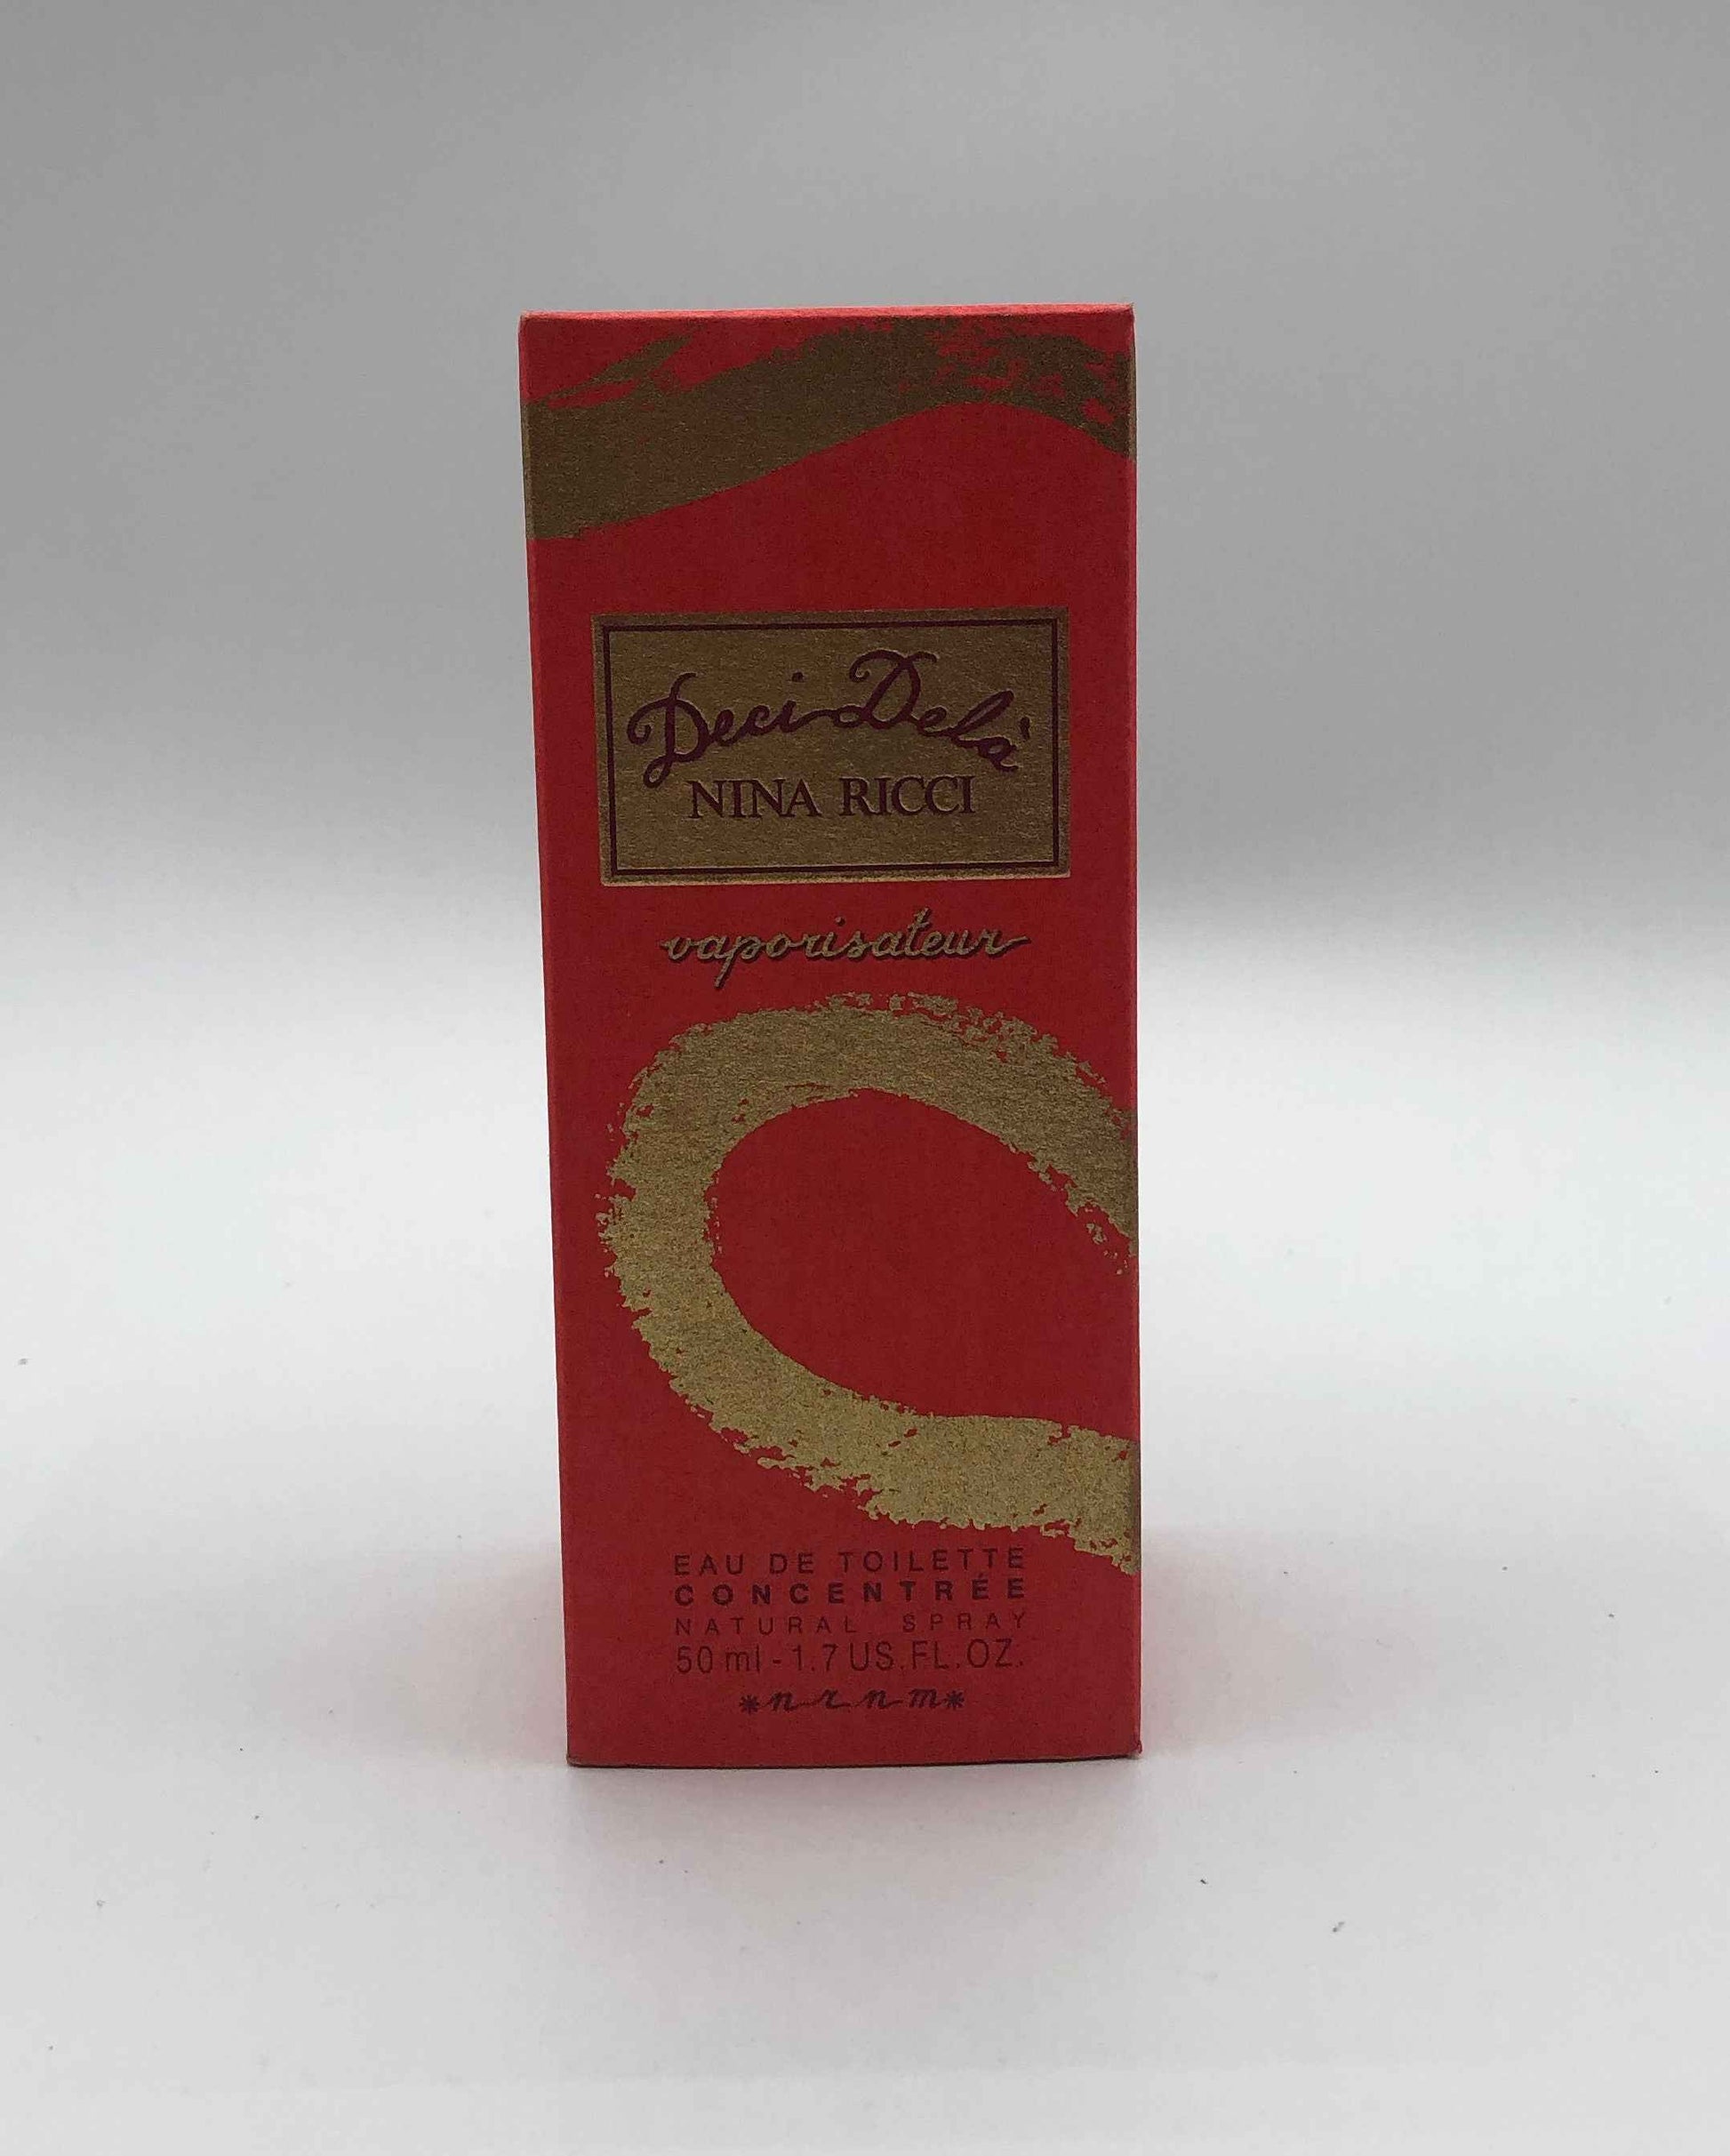 Deci Delà
NINA RICCI
vaporisateur
EAU DE TOILETTE
CONCENTRÉE
NATURAL SPRAY
50 ml - 1.7 US.FL.OZ.
*n r n m*